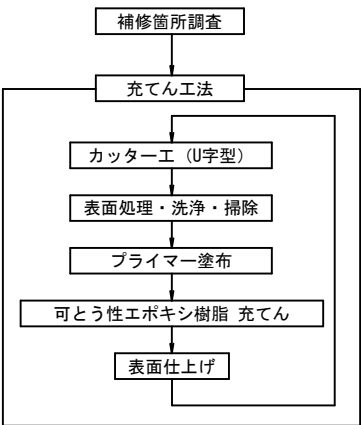 補修箇所調査
充てん工法
カッター工（U字型）
表面処理・洗浄・掃除
プライマー塗布
可とう性エポキシ樹脂 充てん
表面仕上げ